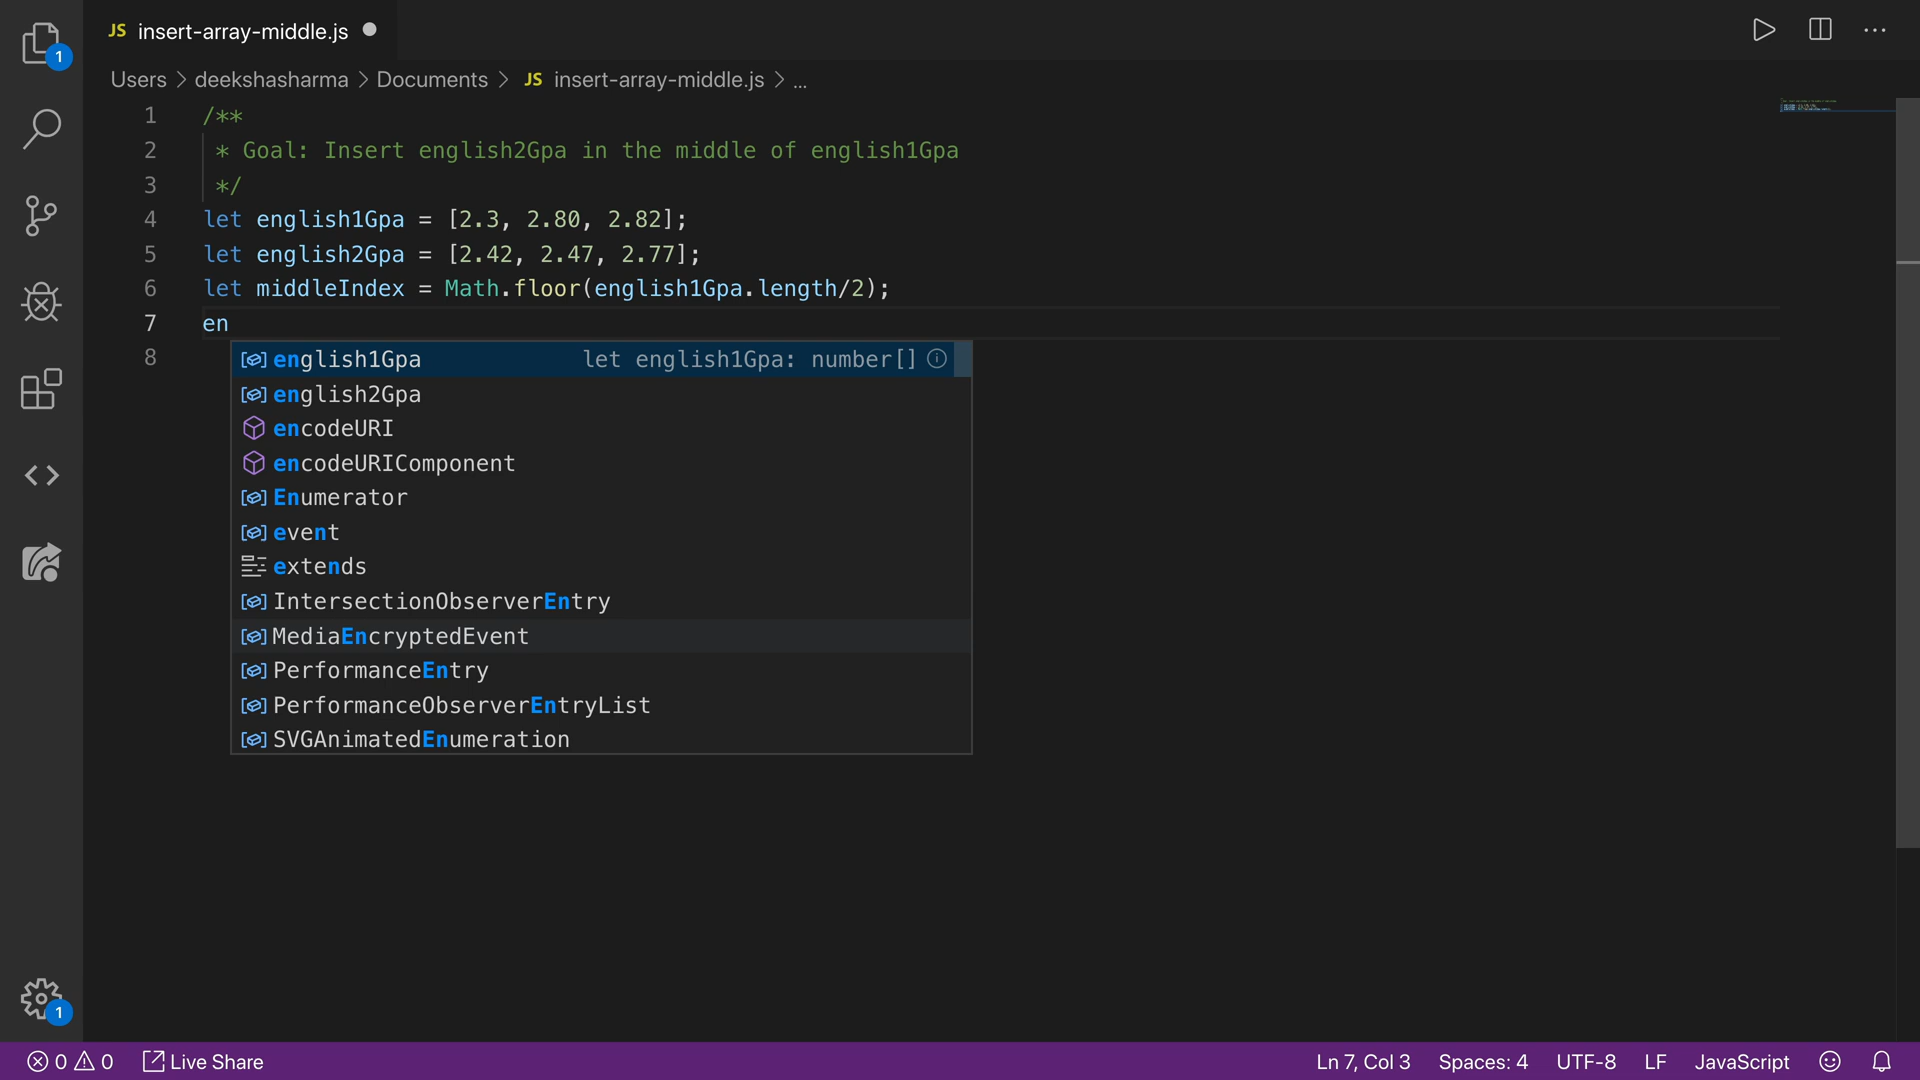 JS insert-array-middle.js
1
Users > deekshasharma > Documents > JS insert-array-middle.js > ...
1 /**
2 * Goal: Insert english2Gpa in the middle of english1Gpa
3 */
4 let english1Gpa = [2.3, 2.80, 2.82];
5 let english2Gpa = [2.42, 2.47, 2.77];
6 let middleIndex = Math.floor(english1Gpa.length/2);
7 en
8
english1Gpa let english1Gpa: number[]
english2Gpa
encodeURI
encodeURIComponent
Enumerator
event
extends
IntersectionObserverEntry
MediaEncryptedEvent
PerformanceEntry
PerformanceObserverEntryList
SVGAnimatedEnumeration
1
0 0 Live Share Ln 7, Col 3 Spaces: 4 UTF-8 LF JavaScript